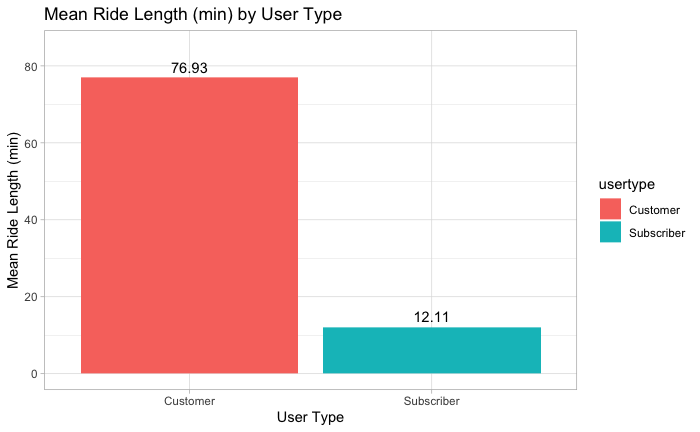 Mean Ride Length (min) by User Type
Mean Ride Length (min)
80
60
40
20
0
76.93
12.11
Customer
Subscriber
User Type
usertype
Customer
Subscriber